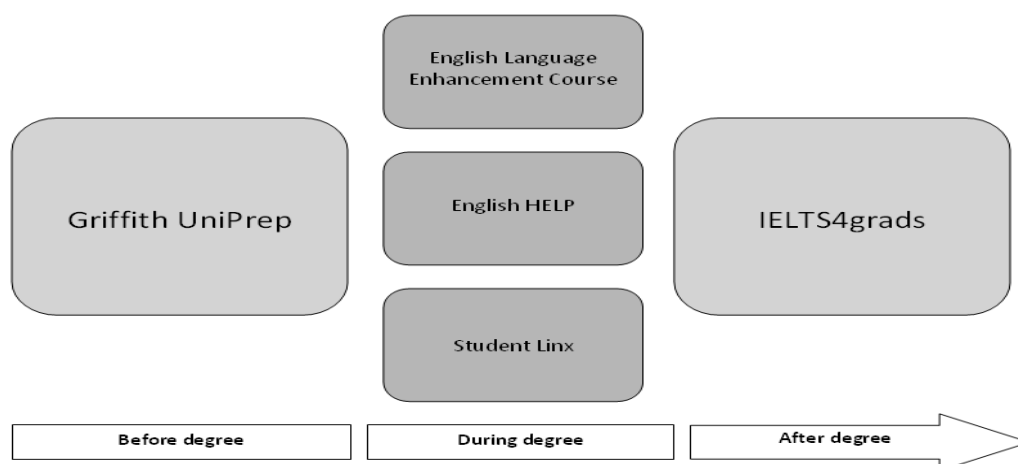 English Language
Enhancement Course
Griffith UniPrep
English HELP
IELTS4grads
Student Linx
Before degree
During degree
After degree